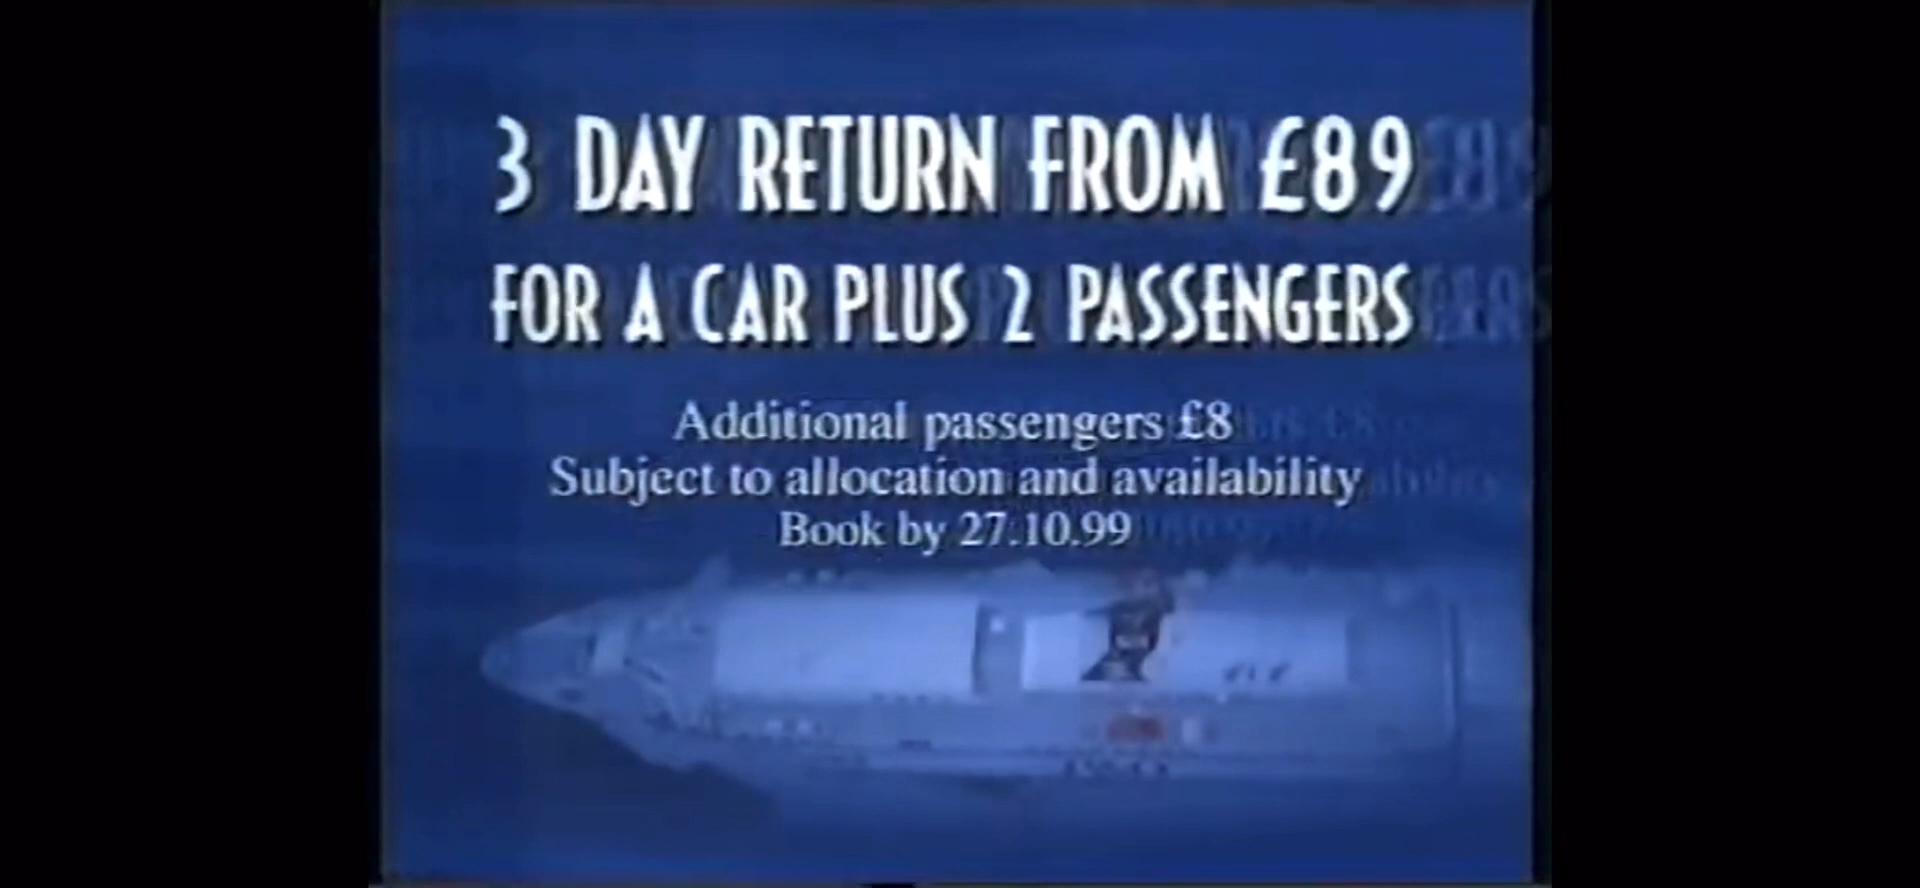 3 DAY RETURN FROM £89
FOR A CAR PLUS 2 PASSENGERS
Additional passengers £8
Subject to allocation and availability
Book by 27.10.99